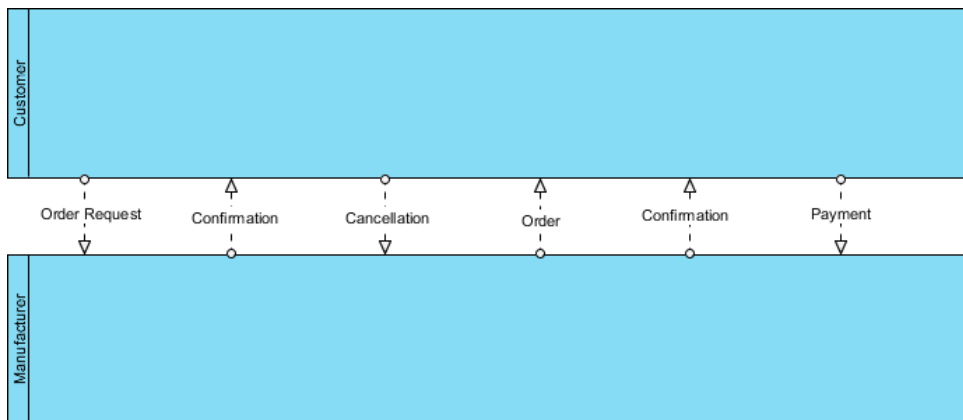 Customer
Order Request
Confirmation
Cancellation
Order
Confirmation
Payment
Manufacturer